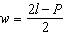 w = (2l - P)/2